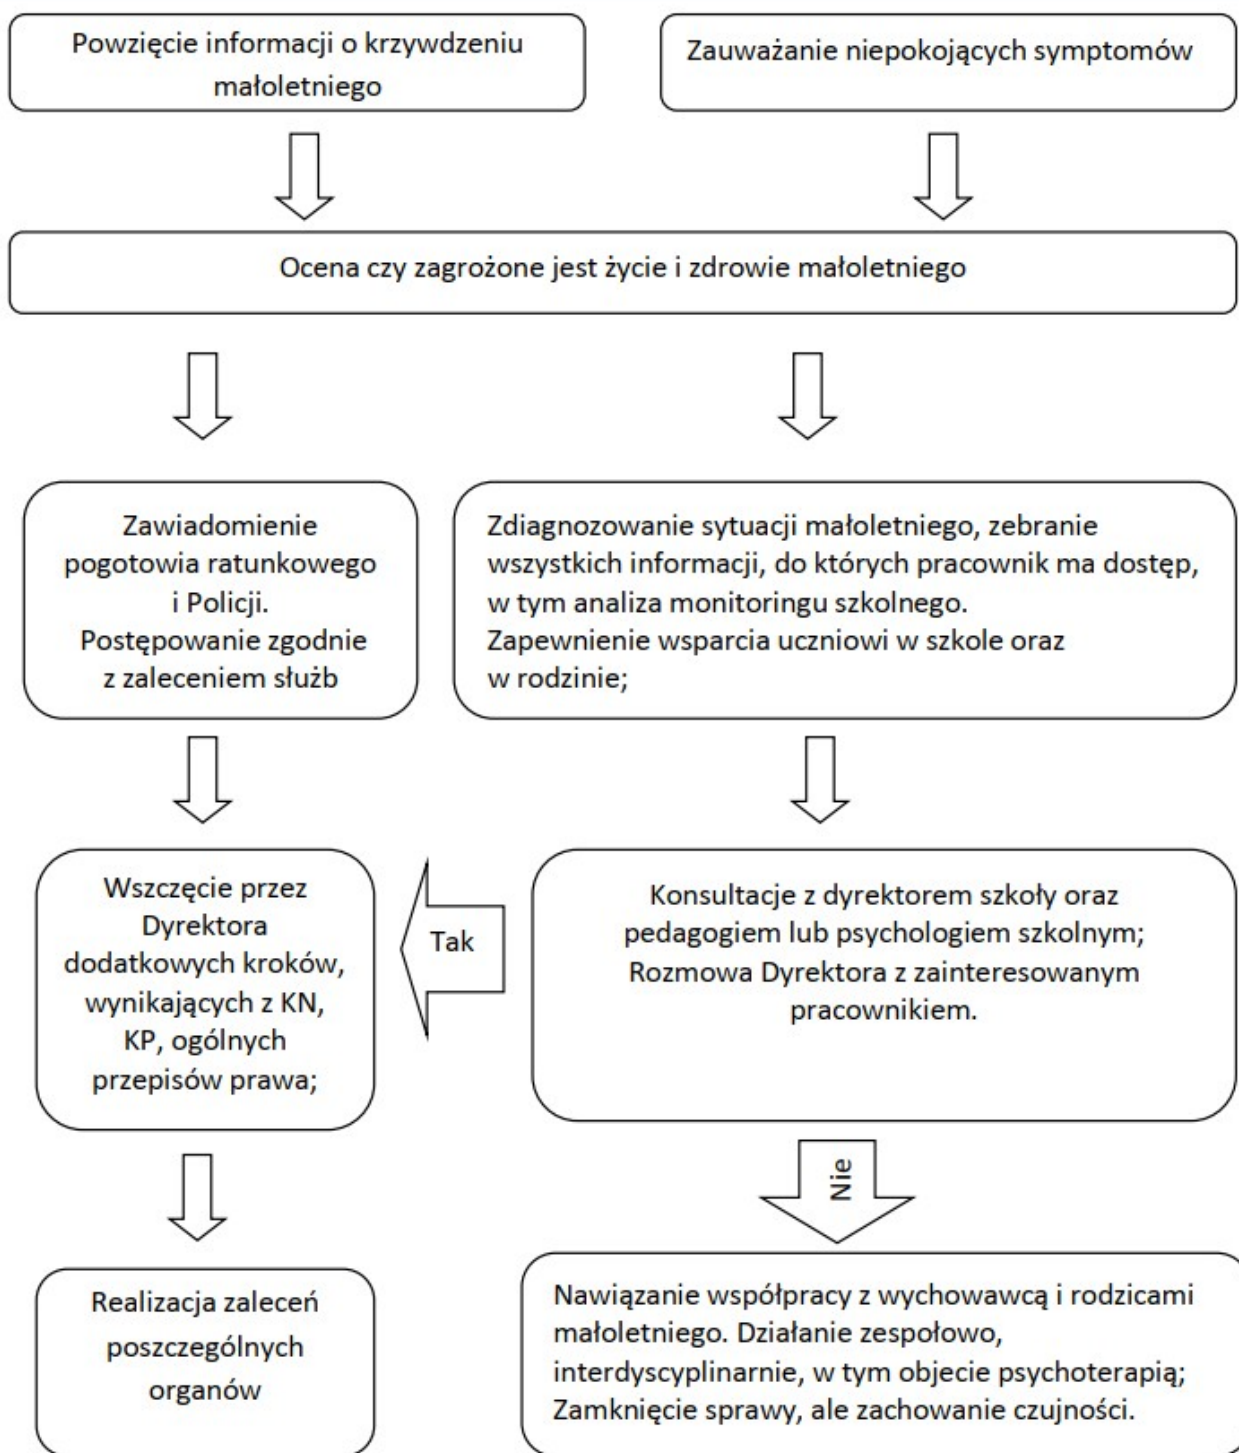 Powzięcie informacji o krzywdzeniu
małoletniego
Zauważanie niepokojących symptomów
Ocena czy zagrożone jest życie i zdrowie małoletniego
Zawiadomienie
pogotowia ratunkowego
i Policji.
Postępowanie zgodnie
z zaleceniem służb
Zdiagnozowanie sytuacji małoletniego, zebranie
wszystkich informacji, do których pracownik ma dostęp,
w tym analiza monitoringu szkolnego.
Zapewnienie wsparcia uczniowi w szkole oraz
w rodzinie;
Wszczęcie przez
Dyrektora
dodatkowych kroków,
wynikających z KN,
KP, ogólnych
przepisów prawa;
Tak
Konsultacje z dyrektorem szkoły oraz
pedagogiem lub psychologiem szkolnym;
Rozmowa Dyrektora z zainteresowanym
pracownikiem.
Nie
Realizacja zaleceń
poszczególnych
organów
Nawiązanie współpracy z wychowawcą i rodzicami
małoletniego. Działanie zespołowo,
interdyscyplinarnie, w tym objecie psychoterapią;
Zamknięcie sprawy, ale zachowanie czujności.